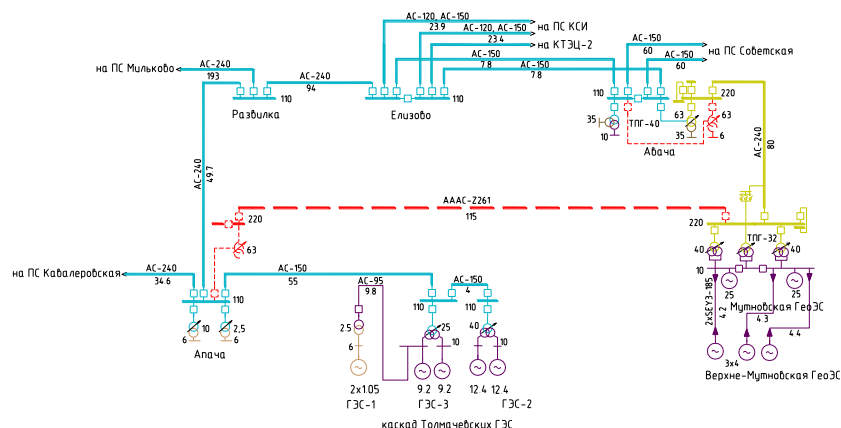 АС-120, АС-150
23.9
на ПС КСИ
АС-120, АС-150
23.4
на КТЭЦ-2
АС-150
7.8
АС-150
7.8
АС-150
60
на ПС Советская
АС-150
60
на ПС Мильково
АС-240
193
АС-240
94
110
Развилка
110
Елизово
110
220
35
10
ТПГ-40
63
35
63
6
Авача
АС-240
80
АС-240
49.7
АААС-Z261
115
220
63
220
ТПГ-32
40
40
10
25
25
Мутновская ГеоЭС
2хSEУЗ-185
4.2
4.3
4.4
3х4
Верхне-Мутновская ГеоЭС
на ПС Кавалеровская
АС-240
34.6
110
АС-150
55
АС-95
9.8
АС-150
4
110
110
10
6
2,5
6
Апача
2.5
6
25
10
40
10
2х1.05
9.2
9.2
12.4
12.4
ГЭС-1
ГЭС-3
ГЭС-2
каскад Толмачевских ГЭС